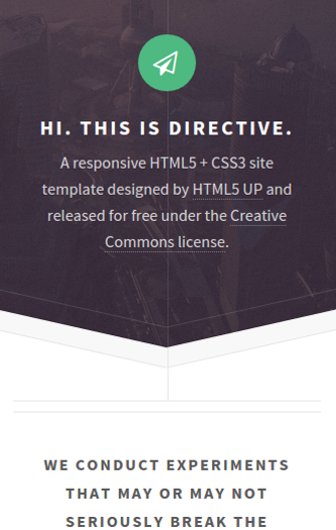 HI. THIS IS DIRECTIVE.
A responsive HTML5 + CSS3 site
template designed by HTML5 UP and
released for free under the Creative
Commons license.
WE CONDUCT EXPERIMENTS
THAT MAY OR MAY NOT
SERIOUSLY BREAK THE